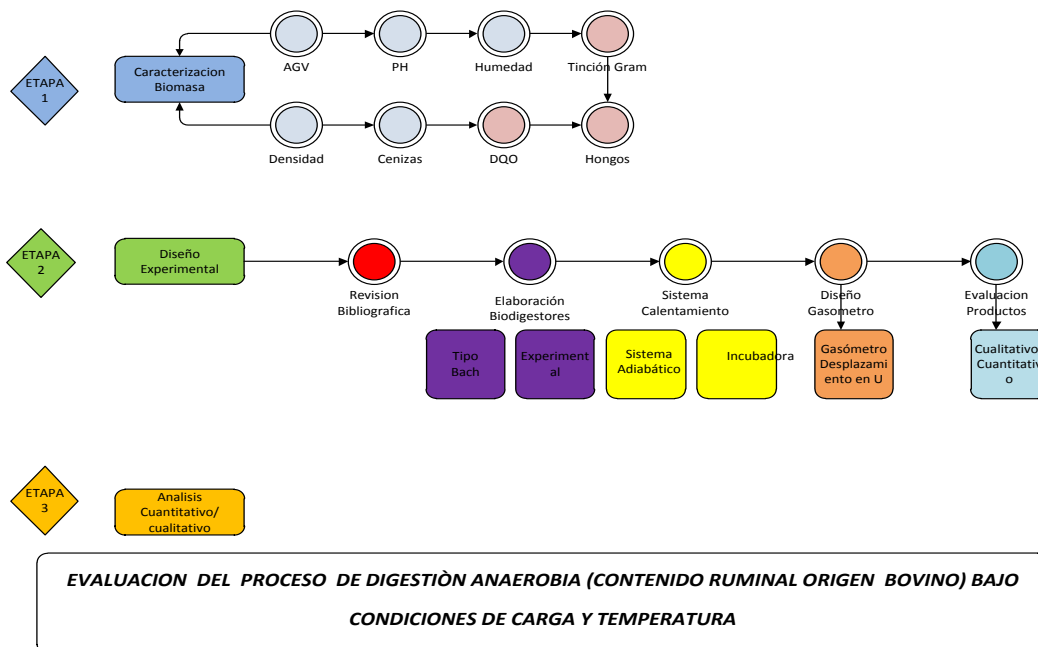 ETAPA
1
Caracterizacion
Biomasa
AGV
PH
Humedad
Tinción Gram
Densidad
Cenizas
DQO
Hongos
ETAPA
2
Diseño
Experimental
Revision
Bibliografica
Elaboración
Biodigestores
Sistema
Calentamiento
Diseño
Gasometro
Evaluacion
Productos
Tipo
Bach
Experiment
al
Sistema
Adiabático
Incubadora
Gasómetro
Desplazami
ento en U
Cualitativo
Cuantitativ
o
ETAPA
3
Analisis
Cuantitativo/
cualitativo
EVALUACION DEL PROCESO DE DIGESTIÒN ANAEROBIA (CONTENIDO RUMINAL ORIGEN BOVINO) BAJO
CONDICIONES DE CARGA Y TEMPERATURA